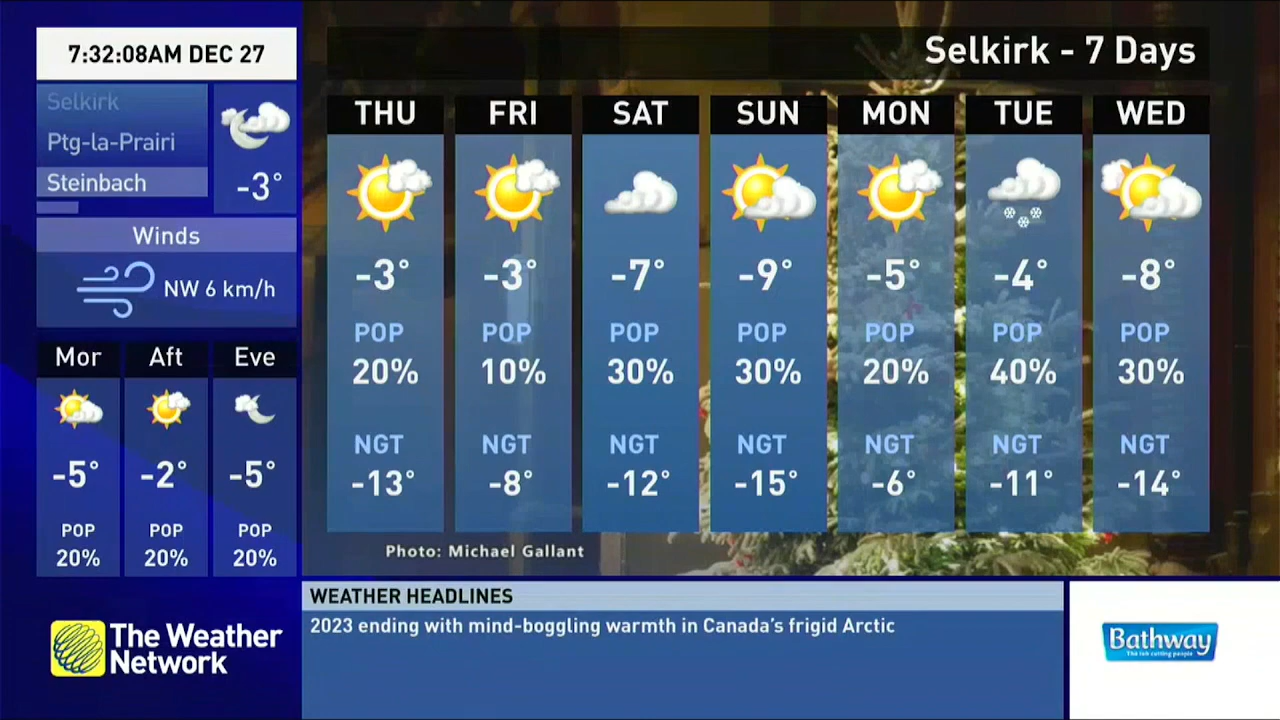 7:32:08AM DEC 27
Selkirk
Ptg-la-Prairi
Steinbach
-3°
Winds
NW 6 km/h
Mor Aft Eve
-5° -2° -5°
POP POP POP
20% 20% 20%
The Weather
Network
Selkirk - 7 Days
THU FRI SAT SUN MON TUE WED
-3° -3° -7° -9° -5° -4° -8°
POP POP POP POP POP POP POP
20% 10% 30% 30% 20% 40% 30%
NGT NGT NGT NGT NGT NGT NGT
-13° -8° -12° -15° -6° -11° -14°
Photo: Michael Gallant
WEATHER HEADLINES
2023 ending with mind-boggling warmth in Canada's frigid Arctic
Bathway
The tub cutting people